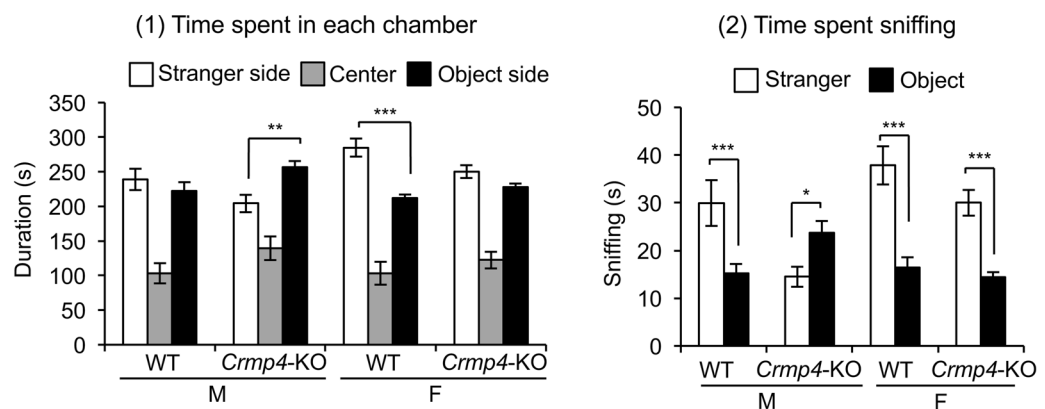 (1) Time spent in each chamber
Stranger side Center Object side
350
300
250
200
150
100
50
0
Duration (s)
** ***
WT Crmp4-KO WT Crmp4-KO
M F
(2) Time spent sniffing
Stranger Object
50
40
30
20
10
0
Sniffing (s)
*** * *** ***
WT Crmp4-KO WT Crmp4-KO
M F